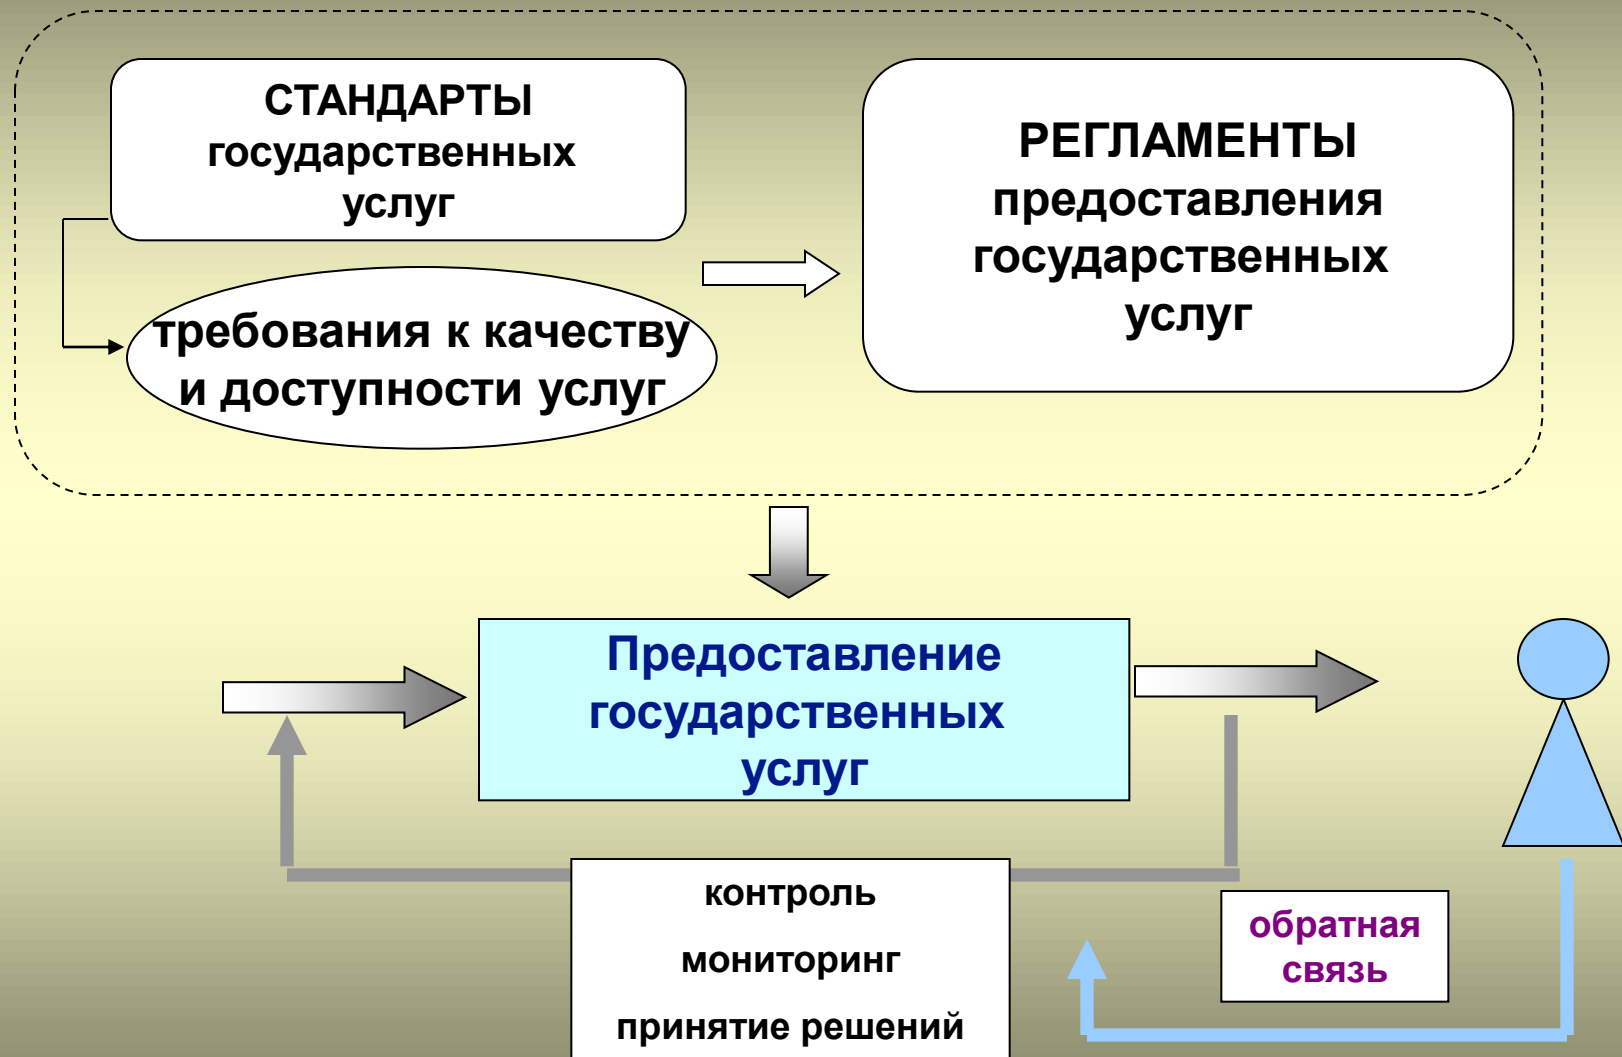 СТАНДАРТЫ
государственных
услуг
требования к качеству
и доступности услуг
РЕГЛАМЕНТЫ
предоставления
государственных
услуг
Предоставление
государственных
услуг
контроль
мониторинг
принятие решений
обратная
связь